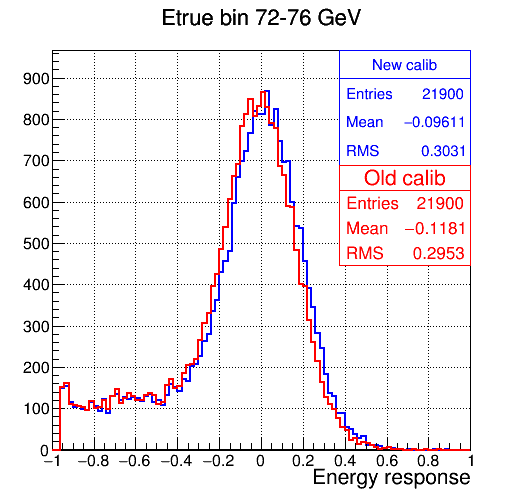 Etrue bin 72-76 GeV
New calib
Entries 21900
Mean −0.09611
RMS 0.3031
Old calib
Entries 21900
Mean −0.1181
RMS 0.2953
900
800
700
600
500
400
300
200
100
0
−1 −0.8 −0.6 −0.4 −0.2 0 0.2 0.4 0.6 0.8 1
Energy response